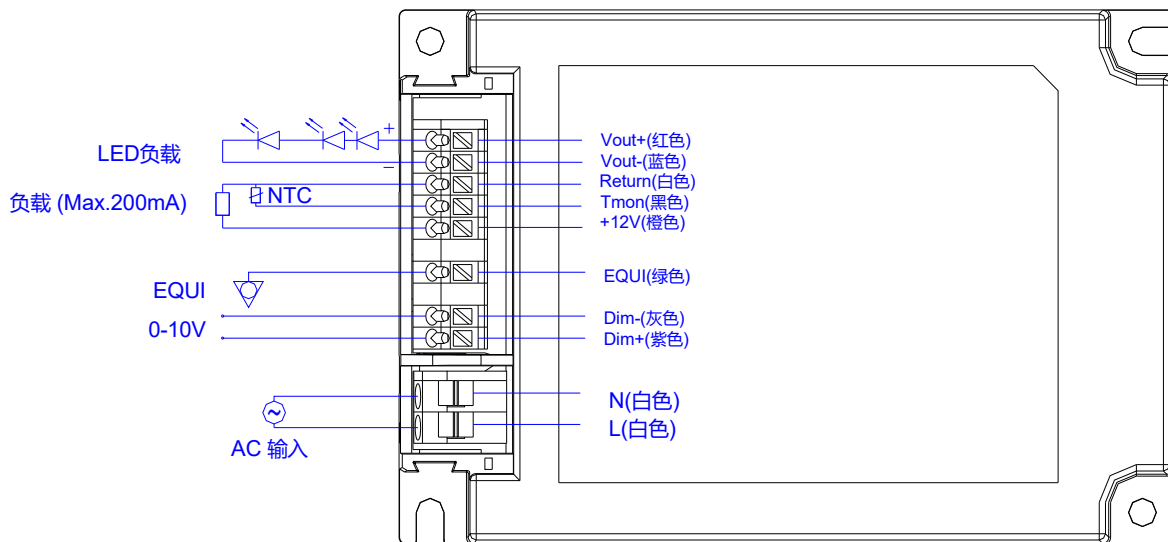 +
Vout+(红色)
LED负载
−
Vout-(蓝色)
Return(白色)
负载 (Max.200mA)
NTC
Tmon(黑色)
+12V(橙色)
EQUI
EQUI(绿色)
0-10V
Dim-(灰色)
Dim+(紫色)
N(白色)
L(白色)
~
AC 输入